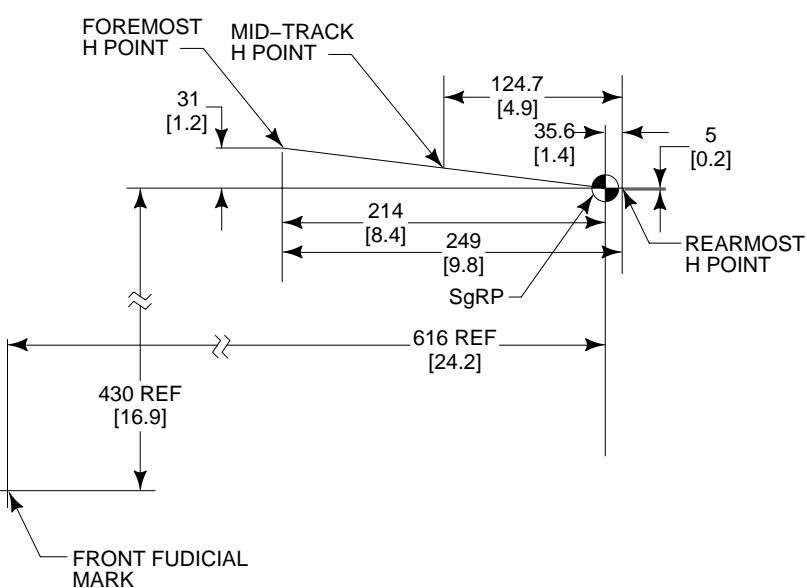 FOREMOST
H POINT
MID–TRACK
H POINT
124.7
[4.9]
31
[1.2]
35.6
[1.4]
5
[0.2]
214
[8.4]
249
[9.8]
REARMOST
H POINT
SgRP
616 REF
[24.2]
430 REF
[16.9]
FRONT FUDICIAL
MARK